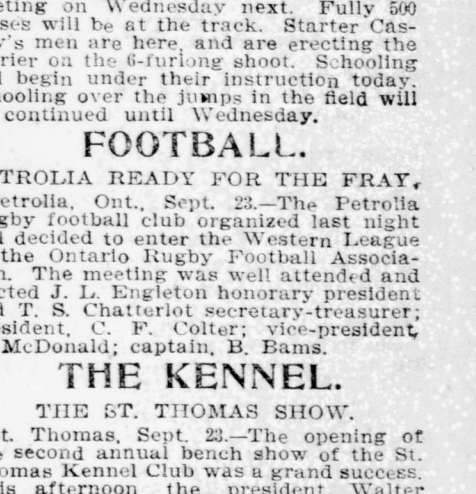 eting on Wednesday next. Fully 500
ses will be at the track. Starter Cas-
y's men are here, and are erecting the
rier on the 6-furlong shoot. Schooling
l begin under their instruction today.
ooling over the jumps in the field will
continued until Wednesday.
FOOTBALL.
TROLIA READY FOR THE FRAY,
etrolia, Ont., Sept. 23.—The Petrolia
gby football club organized last night
d decided to enter the Western League
the Ontario Rugby Football Associa-
n. The meeting was well attended and
cted J. L. Engleton honorary president
d T. S. Chatterlot secretary-treasurer;
sident, C. F. Colter; vice-president,
McDonald; captain, B. Bams.
THE KENNEL.
THE ST. THOMAS SHOW.
t. Thomas, Sept. 23.—The opening of
e second annual bench show of the St.
omas Kennel Club was a grand success.
is afternoon the president Walter